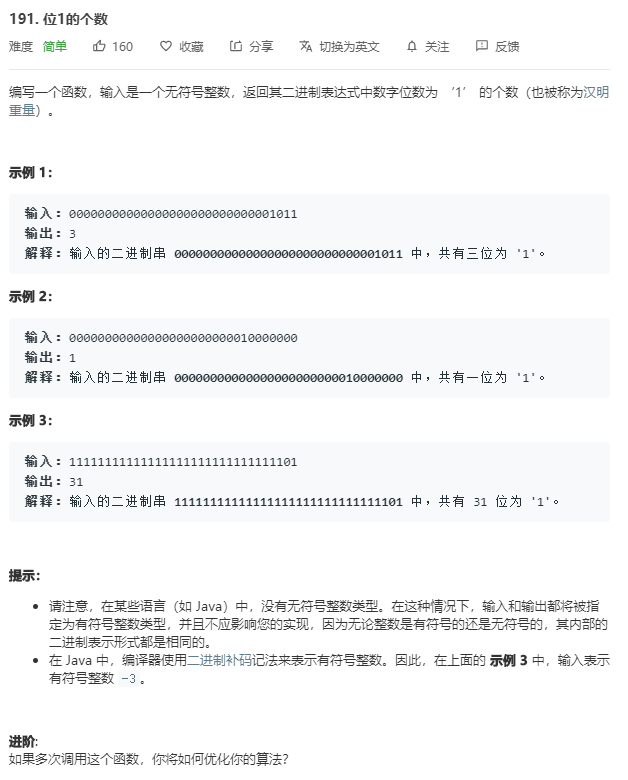 191. 位1的个数
难度 简单 160 收藏 分享 切换为英文 关注 反馈
编写一个函数，输入是一个无符号整数，返回其二进制表达式中数字位数为 ‘1’ 的个数（也被称为汉明
重量）。
示例 1：
输入：00000000000000000000000000001011
输出：3
解释：输入的二进制串 00000000000000000000000000001011 中，共有三位为 '1'。
示例 2：
输入：00000000000000000000000010000000
输出：1
解释：输入的二进制串 00000000000000000000000010000000 中，共有一位为 '1'。
示例 3：
输入：11111111111111111111111111111101
输出：31
解释：输入的二进制串 11111111111111111111111111111101 中，共有 31 位为 '1'。
提示：
• 请注意，在某些语言（如 Java）中，没有无符号整数类型。在这种情况下，输入和输出都将被指
定为有符号整数类型，并且不应影响您的实现，因为无论整数是有符号的还是无符号的，其内部的
二进制表示形式都是相同的。
• 在 Java 中，编译器使用二进制补码记法来表示有符号整数。因此，在上面的 示例 3 中，输入表示
有符号整数 -3。
进阶:
如果多次调用这个函数，你将如何优化你的算法？